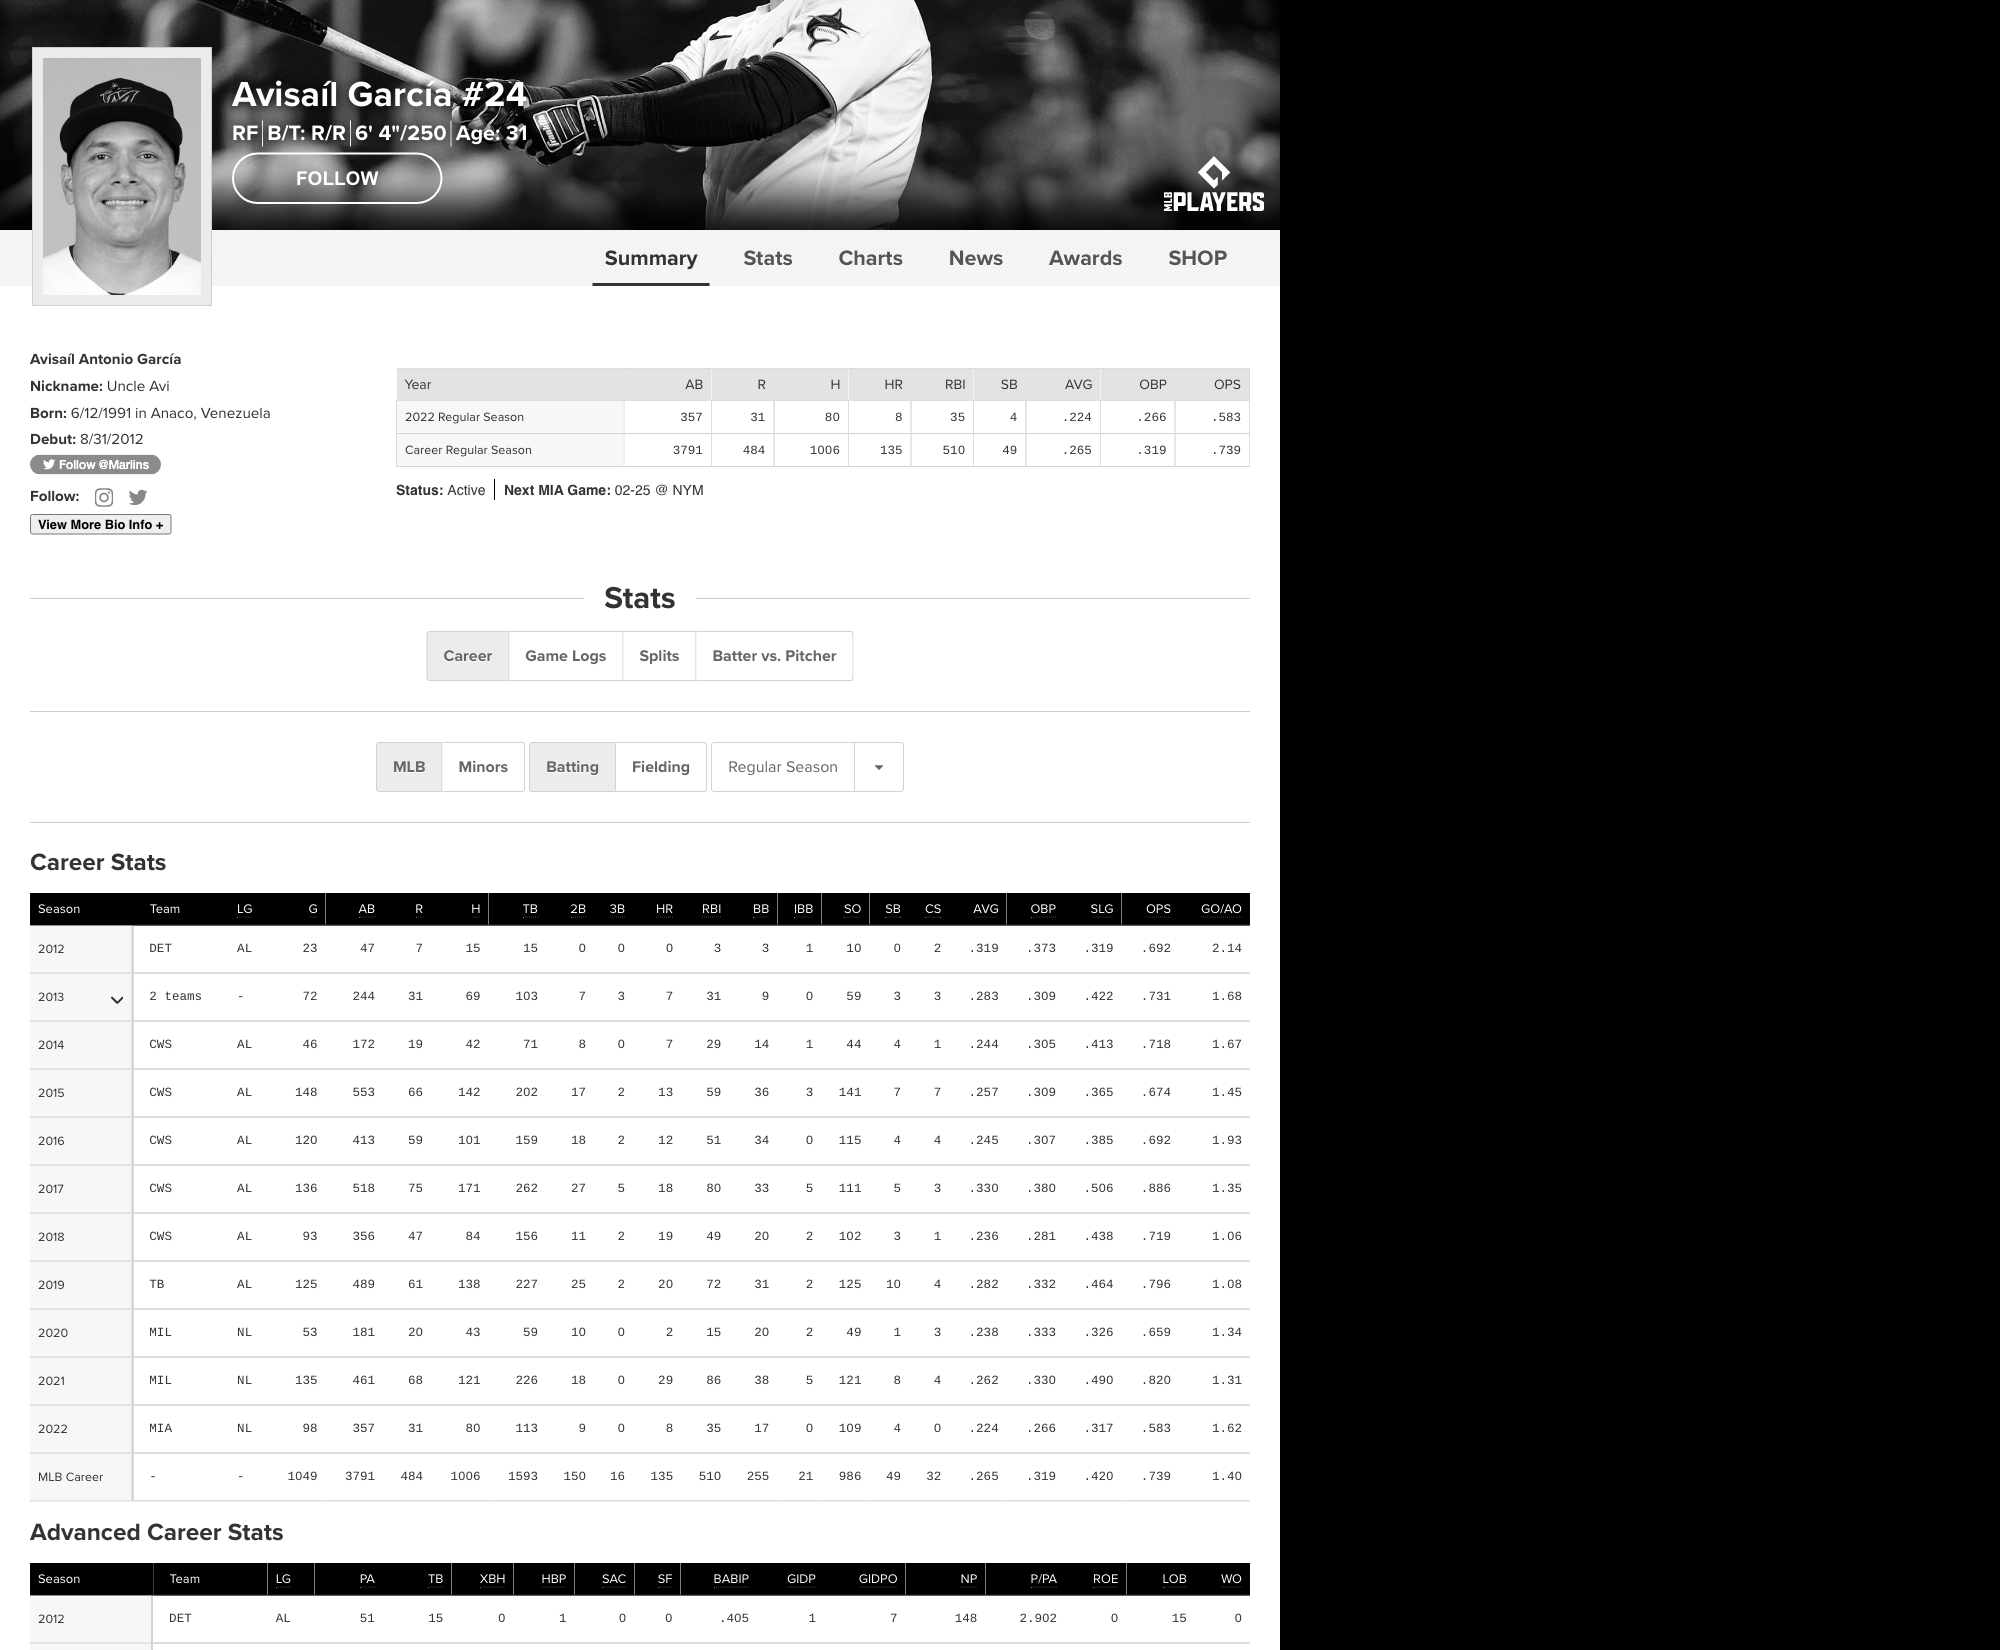 Avisaíl García #24
RF B/T: R/R 6' 4"/250 Age: 31
FOLLOW
MLB PLAYERS
Summary Stats Charts News Awards SHOP
Avisaíl Antonio García
Nickname: Uncle Avi
Born: 6/12/1991 in Anaco, Venezuela
Debut: 8/31/2012
Follow @Marlins
Follow:
View More Bio Info +
Year AB R H HR RBI SB AVG OBP OPS
2022 Regular Season 357 31 80 8 35 4 .224 .266 .583
Career Regular Season 3791 484 1006 135 510 49 .265 .319 .739
Status: Active Next MIA Game: 02-25 @ NYM
Stats
Career Game Logs Splits Batter vs. Pitcher
MLB Minors Batting Fielding Regular Season
Career Stats
Season Team LG G AB R H TB 2B 3B HR RBI BB IBB SO SB CS AVG OBP SLG OPS GO/AO
2012 DET AL 23 47 7 15 15 0 0 0 3 3 1 10 0 2 .319 .373 .319 .692 2.14
2013 2 teams - 72 244 31 69 103 7 3 7 31 9 0 59 3 3 .283 .309 .422 .731 1.68
2014 CWS AL 46 172 19 42 71 8 0 7 29 14 1 44 4 1 .244 .305 .413 .718 1.67
2015 CWS AL 148 553 66 142 202 17 2 13 59 36 3 141 7 7 .257 .309 .365 .674 1.45
2016 CWS AL 120 413 59 101 159 18 2 12 51 34 0 115 4 4 .245 .307 .385 .692 1.93
2017 CWS AL 136 518 75 171 262 27 5 18 80 33 5 111 5 3 .330 .380 .506 .886 1.35
2018 CWS AL 93 356 47 84 156 11 2 19 49 20 2 102 3 1 .236 .281 .438 .719 1.06
2019 TB AL 125 489 61 138 227 25 2 20 72 31 2 125 10 4 .282 .332 .464 .796 1.08
2020 MIL NL 53 181 20 43 59 10 0 2 15 20 2 49 1 3 .238 .333 .326 .659 1.34
2021 MIL NL 135 461 68 121 226 18 0 29 86 38 5 121 8 4 .262 .330 .490 .820 1.31
2022 MIA NL 98 357 31 80 113 9 0 8 35 17 0 109 4 0 .224 .266 .317 .583 1.62
MLB Career - - 1049 3791 484 1006 1593 150 16 135 510 255 21 986 49 32 .265 .319 .420 .739 1.40
Advanced Career Stats
Season Team LG PA TB XBH HBP SAC SF BABIP GIDP GIDPO NP P/PA ROE LOB WO
2012 DET AL 51 15 0 1 0 0 .405 1 7 148 2.902 0 15 0